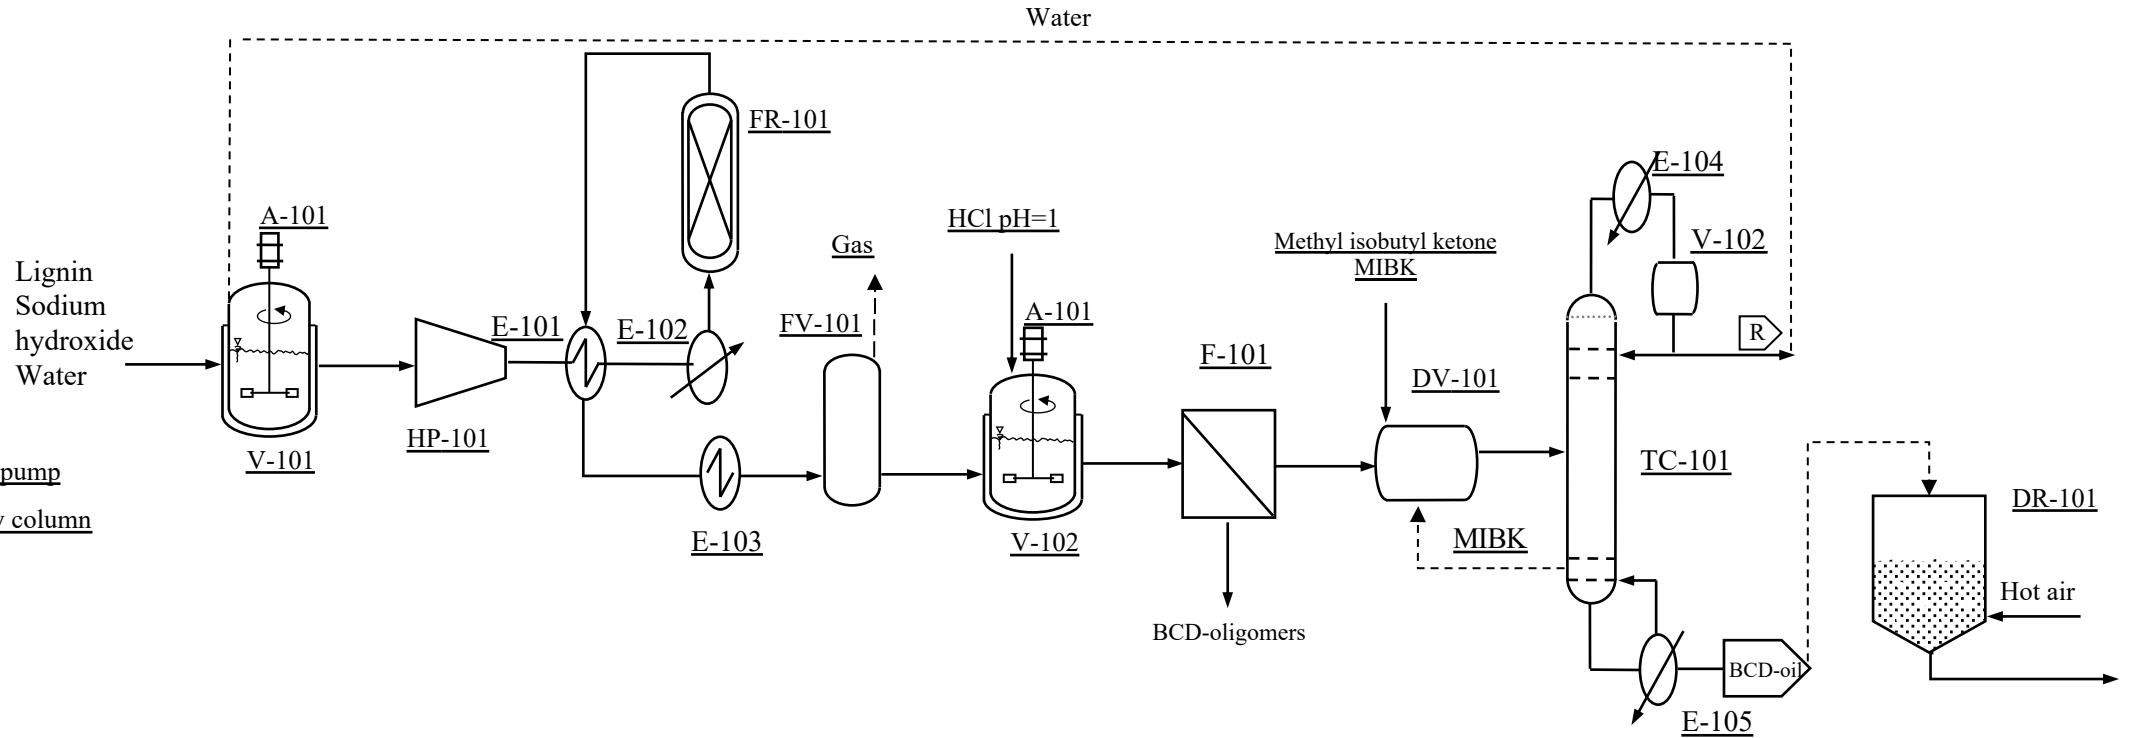 Water
FR-101
E-104
A-101
HCl pH=1
Methyl isobutyl ketone
MIBK
V-102
Gas
Lignin
Sodium
hydroxide
Water
E-101
E-102
FV-101
A-101
R
F-101
DV-101
HP-101
V-101
pump
TC-101
column
DR-101
E-103
V-102
MIBK
Hot air
BCD-oligomers
BCD-oil
E-105